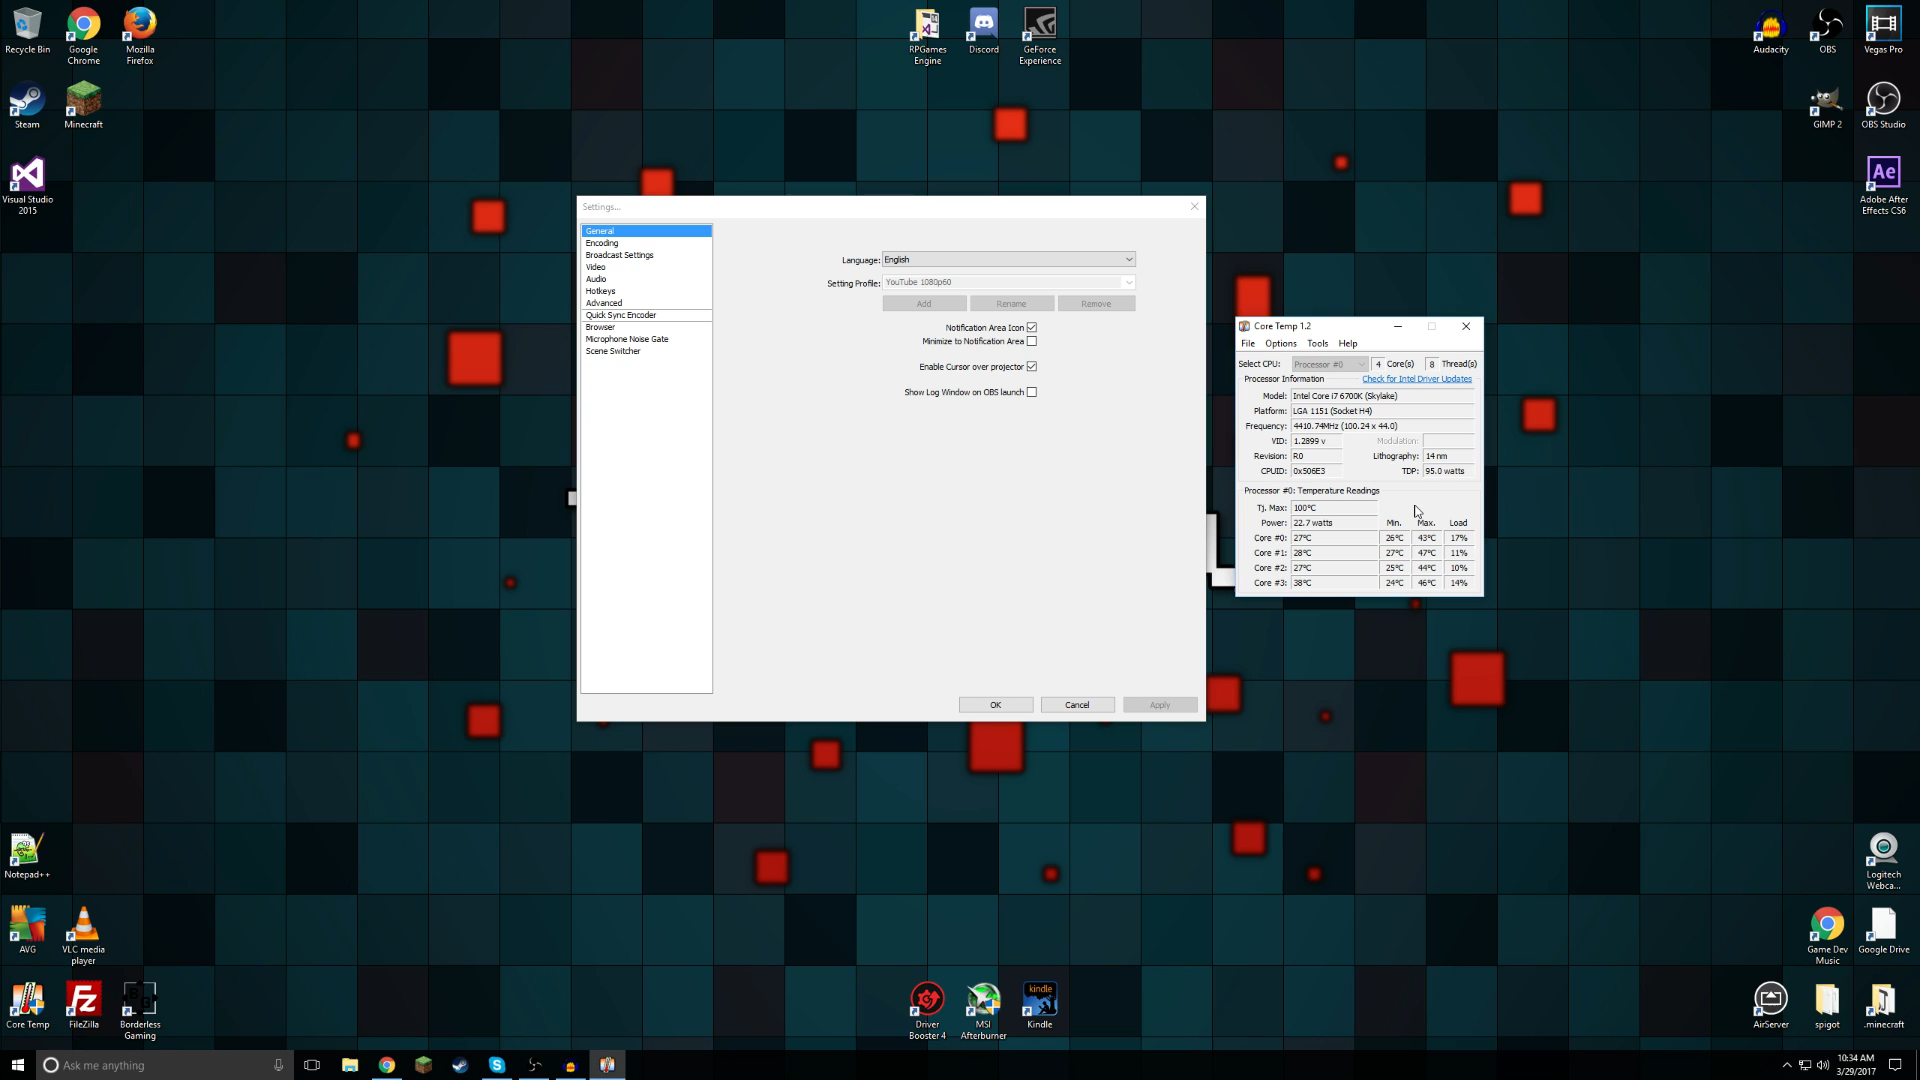 Recycle Bin
Google
Chrome
Mozilla
Firefox
RPGames
Engine
Discord
GeForce
Experience
Audacity
OBS
Vegas Pro
Steam
Minecraft
GIMP 2
OBS Studio
Visual Studio
2015
Ae
Adobe After
Effects CS6
Settings...
General
Encoding
Broadcast Settings
Video
Audio
Hotkeys
Advanced
Quick Sync Encoder
Browser
Microphone Noise Gate
Scene Switcher
Language: English
Setting Profile: YouTube 1080p60
Add Rename Remove
Notification Area Icon
Minimize to Notification Area
Enable Cursor over projector
Show Log Window on OBS launch
OK Cancel Apply
Core Temp 1.2
File Options Tools Help
Select CPU: Processor #0 4 Core(s) 8 Thread(s)
Processor Information Check for Intel Driver Updates
Model: Intel Core i7 6700K (Skylake)
Platform: LGA 1151 (Socket H4)
Frequency: 4410.74MHz (100.24 x 44.0)
VID: 1.2899 v Modulation:
Revision: R0 Lithography: 14 nm
CPUID: 0x506E3 TDP: 95.0 watts
Processor #0: Temperature Readings
Tj. Max: 100°C
Power: 22.7 watts Min. Max. Load
Core #0: 27°C 26°C 43°C 17%
Core #1: 28°C 27°C 47°C 11%
Core #2: 27°C 25°C 44°C 10%
Core #3: 38°C 24°C 46°C 14%
Notepad++
Logitech
Webca...
AVG
VLC media
player
Game Dev
Music
Google Drive
Core Temp
Fz
FileZilla
Borderless
Gaming
Driver
Booster 4
MSI
Afterburner
kindle
Kindle
AirServer
spigot
.minecraft
Ask me anything
10:34 AM
3/29/2017